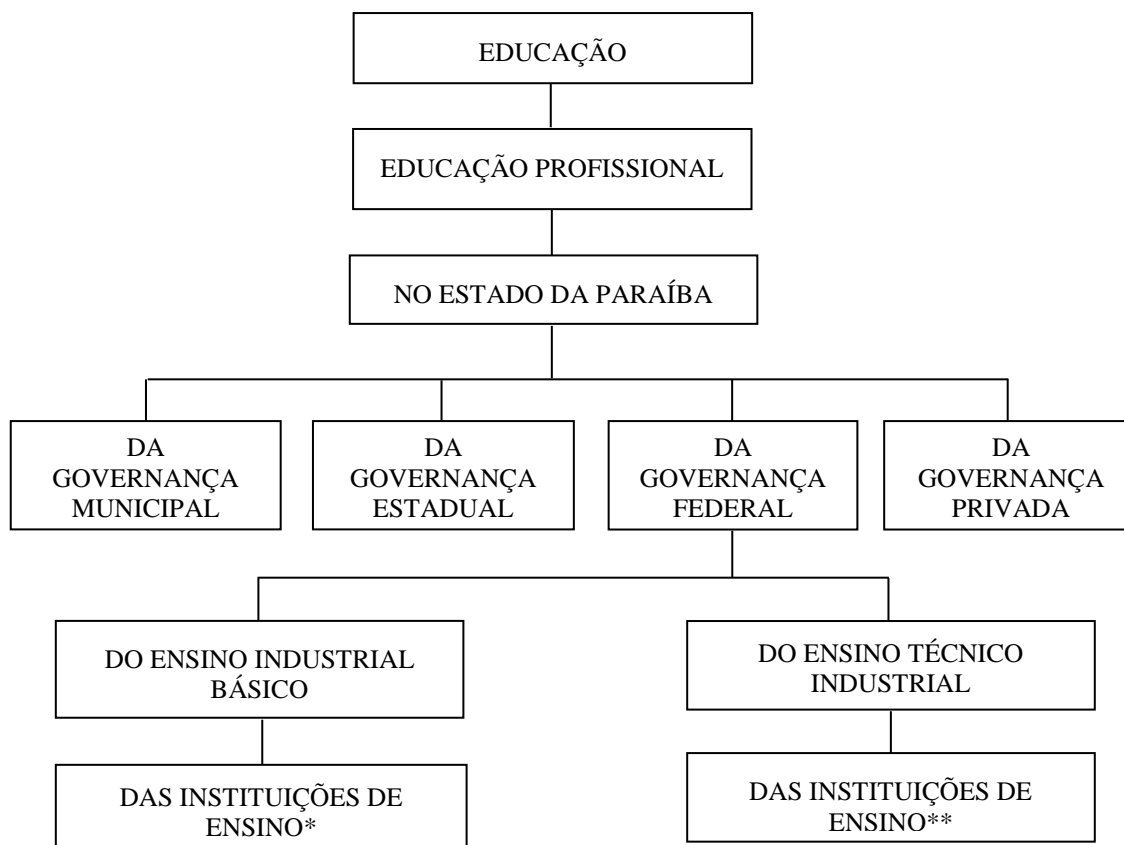 EDUCAÇÃO
EDUCAÇÃO PROFISSIONAL
NO ESTADO DA PARAÍBA
DA
GOVERNANÇA
MUNICIPAL
DA
GOVERNANÇA
ESTADUAL
DA
GOVERNANÇA
FEDERAL
DA
GOVERNANÇA
PRIVADA
DO ENSINO INDUSTRIAL
BÁSICO
DO ENSINO TÉCNICO
INDUSTRIAL
DAS INSTITUIÇÕES DE
ENSINO*
DAS INSTITUIÇÕES DE
ENSINO**